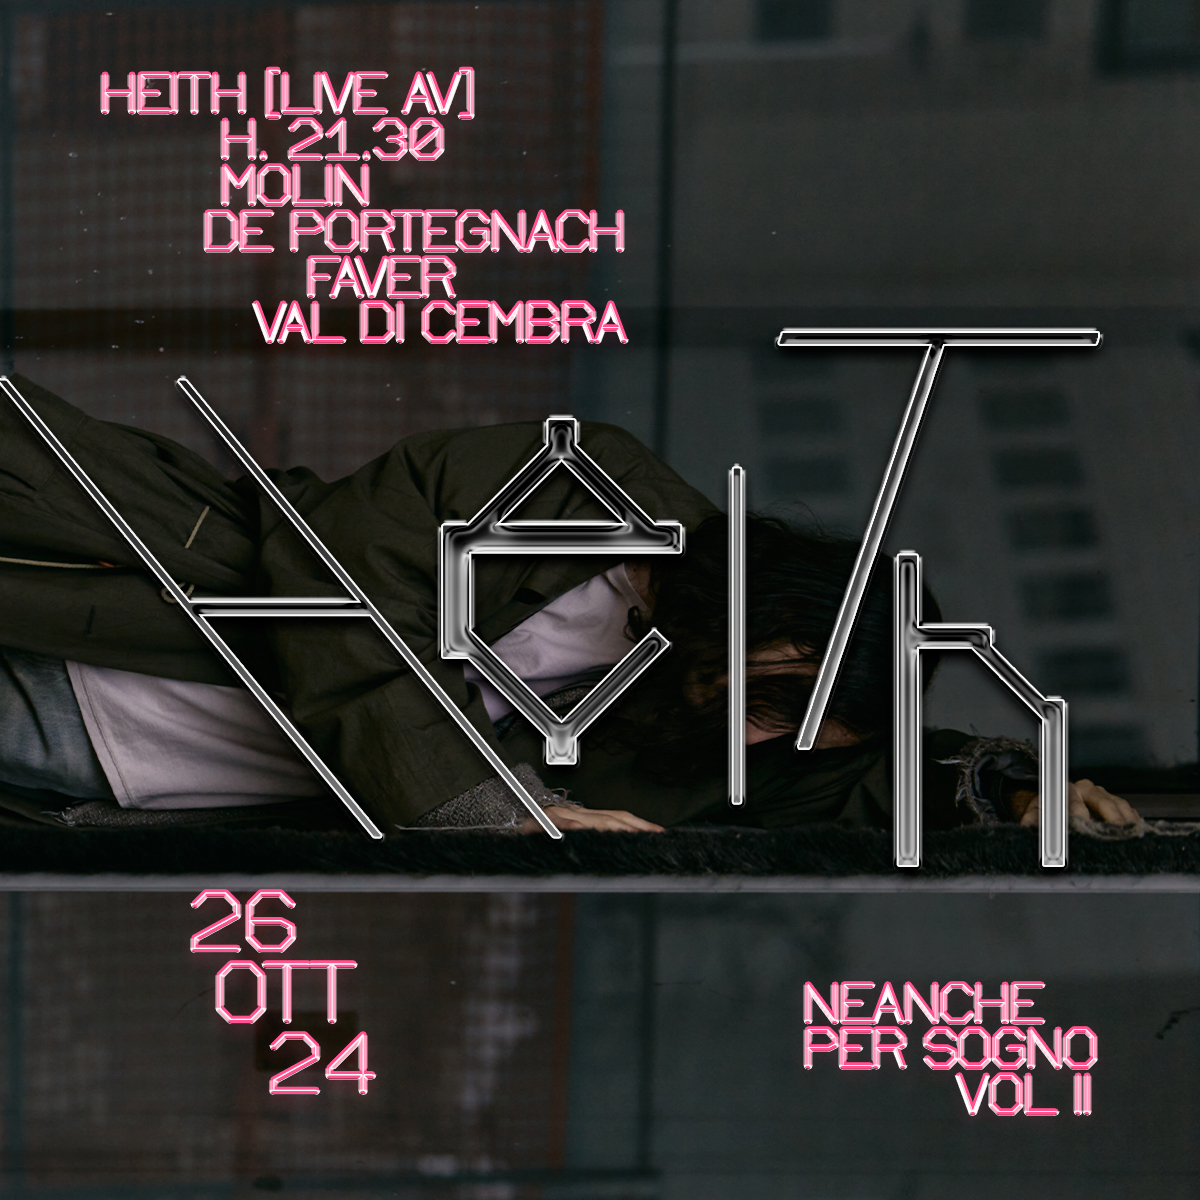 HEITH [LIVE AV]
H. 21.30
MOLIN
DE PORTEGNACH
FAVER
VAL DI CEMBRA
HeiTh
26
OTT
24
NEANCHE
PER SOGNO
VOL II